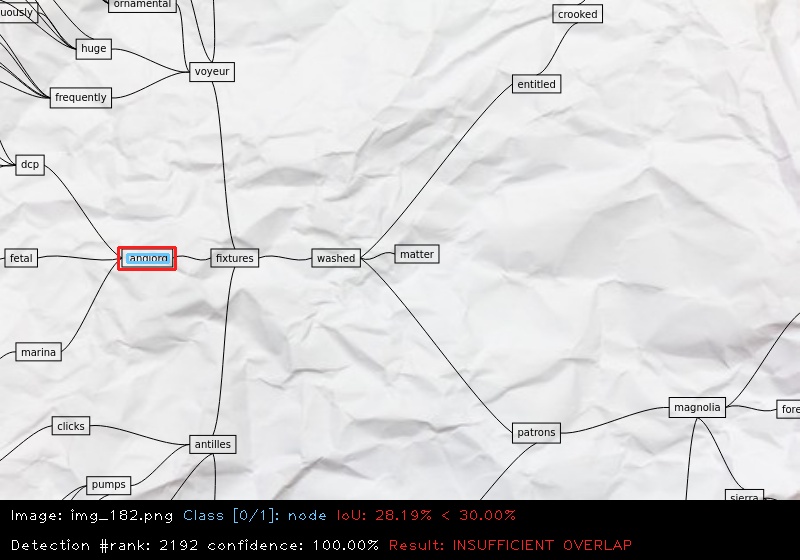 ornamental
uously
crooked
huge
voyeur
entitled
frequently
dcp
matter
fetal
angiorg
fixtures
washed
marina
magnolia
fore
clicks
patrons
antilles
pumps
sierra
Image: img_182.png Class [0/1]: node IoU: 28.19% < 30.00%
Detection #rank: 2192 confidence: 100.00% Result: INSUFFICIENT OVERLAP